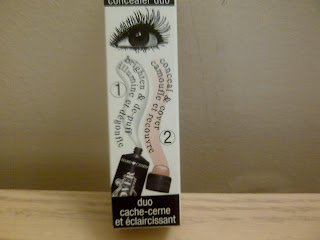 concealer duo
brighten & de-puff
illumine et dégonfle
conceal & cover
camoufle et recouvre
1
2
duo
cache-cerne
et éclaircissant